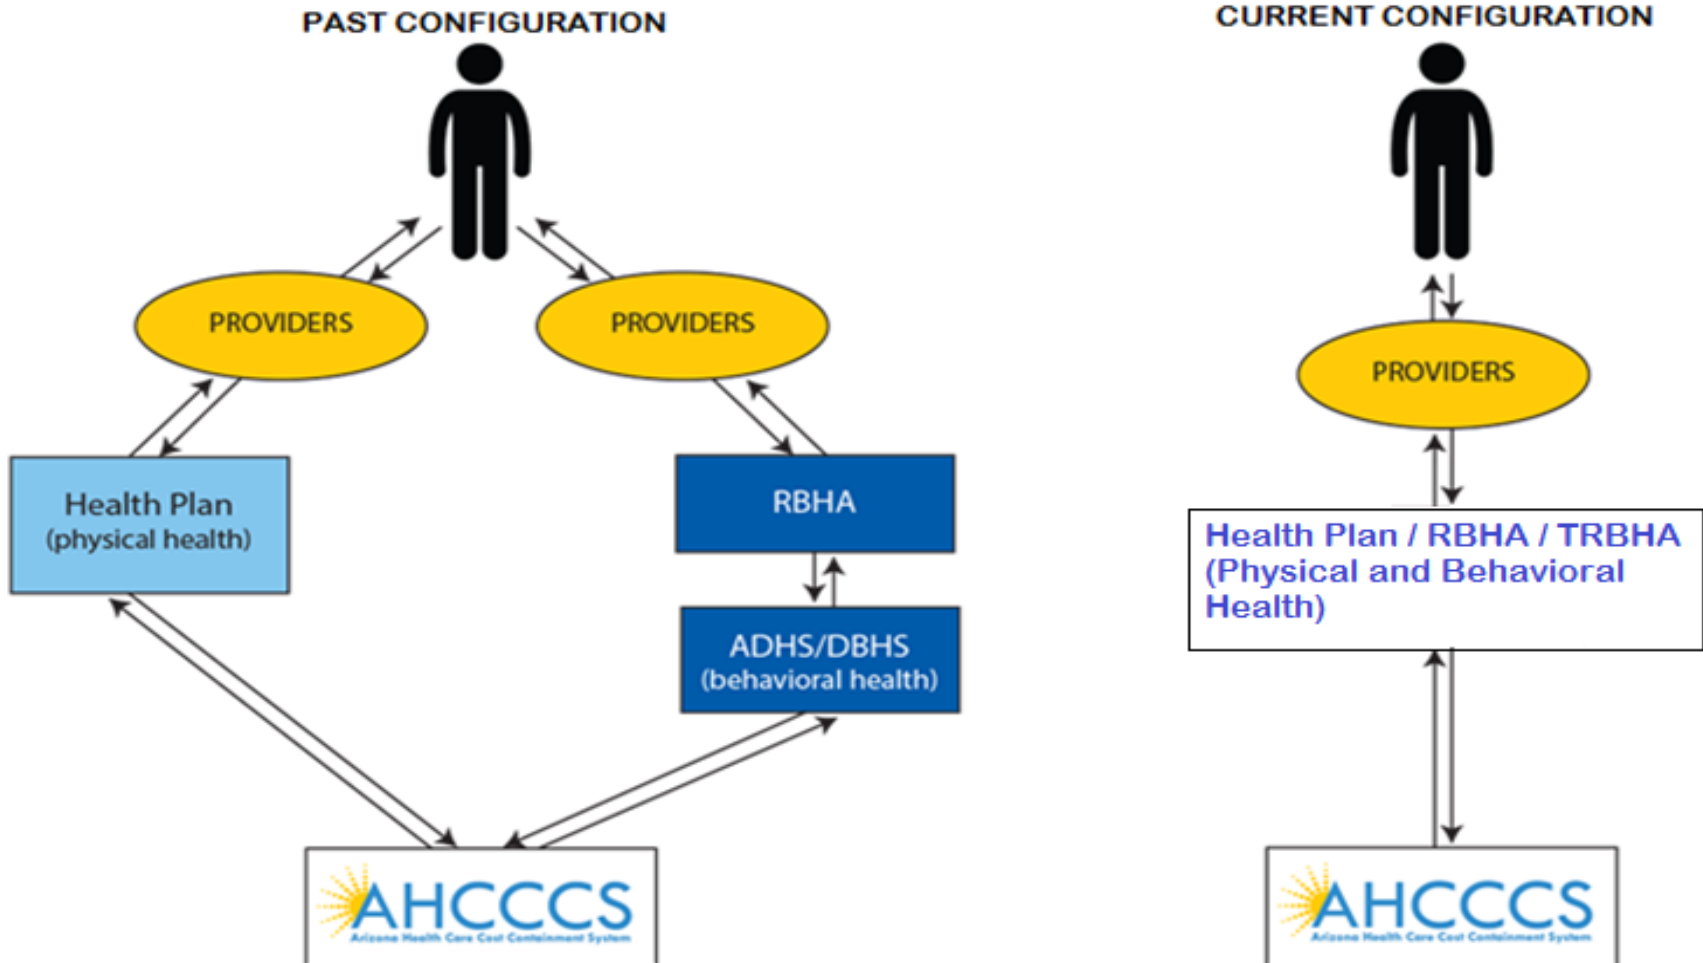 PAST CONFIGURATION
PROVIDERS
PROVIDERS
Health Plan
(physical health)
RBHA
ADHS/DBHS
(behavioral health)
AHCCCS
Arizona Health Care Cost Containment System
CURRENT CONFIGURATION
PROVIDERS
Health Plan / RBHA / TRBHA
(Physical and Behavioral
Health)
AHCCCS
Arizona Health Care Cost Containment System